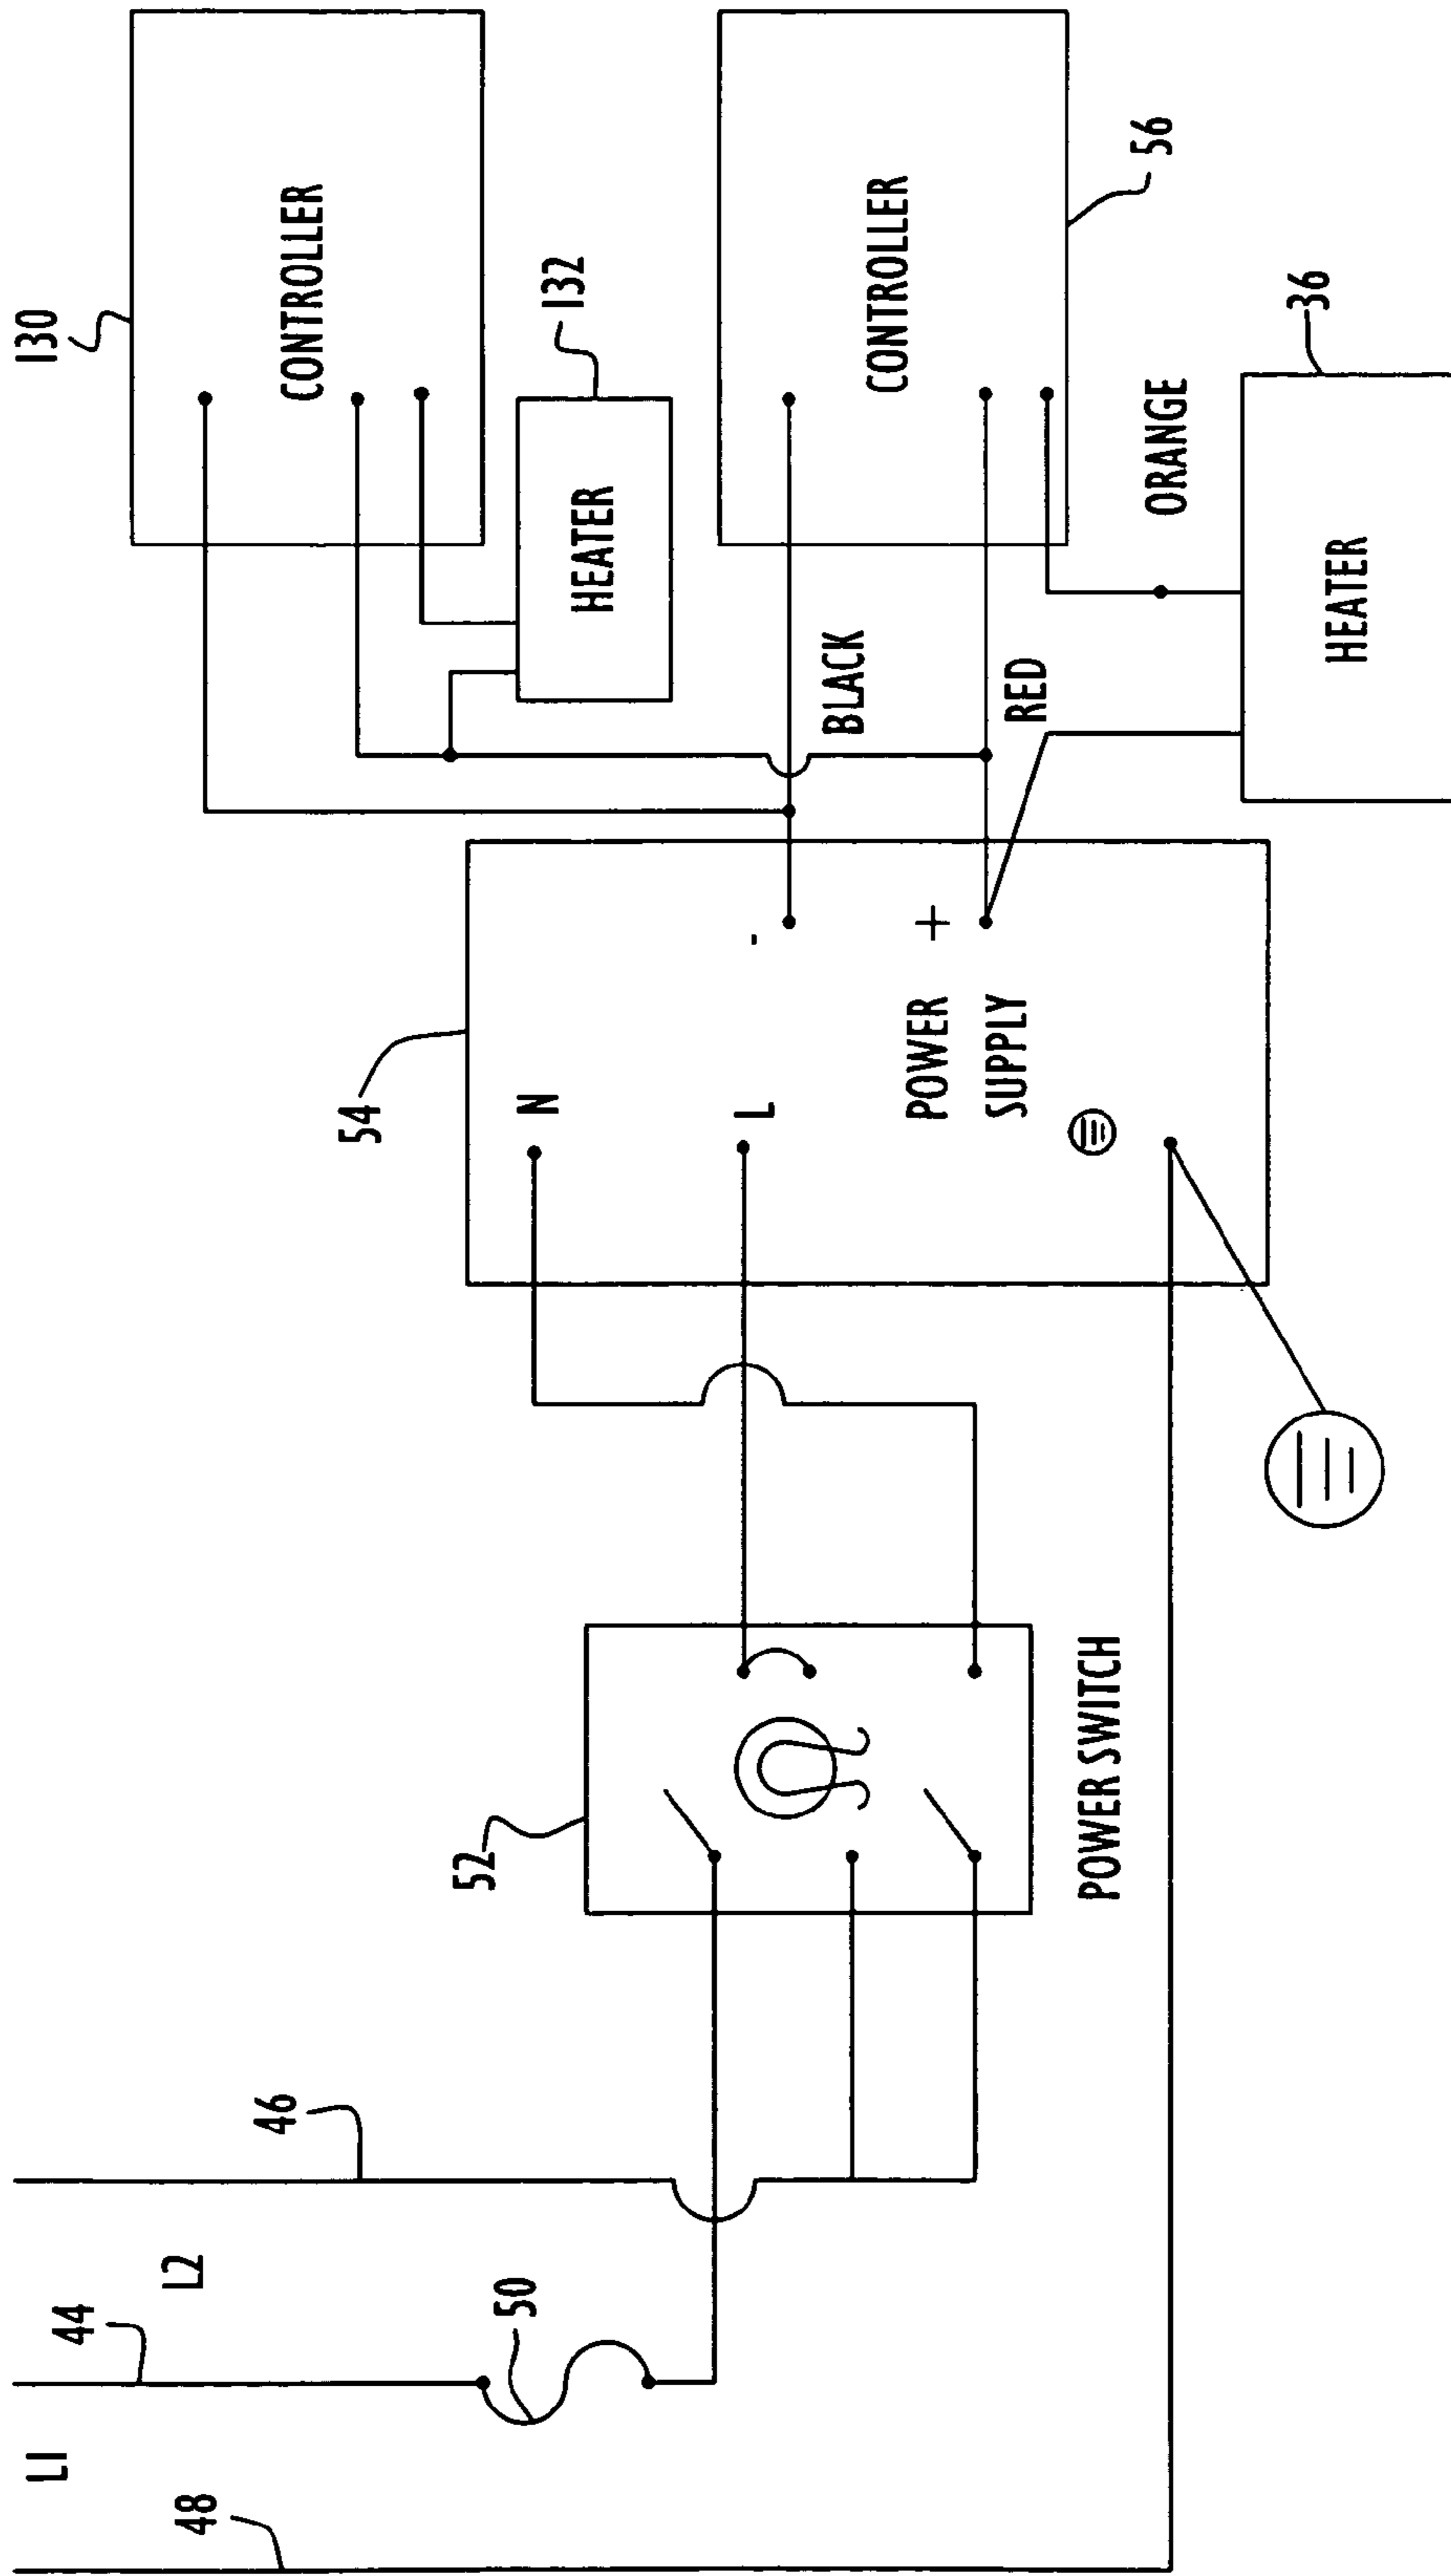 L1
44
L2
46
48
50
52
POWER SWITCH
54
N
L
-
+
POWER
SUPPLY
BLACK
RED
ORANGE
130
CONTROLLER
132
HEATER
CONTROLLER
56
HEATER
36